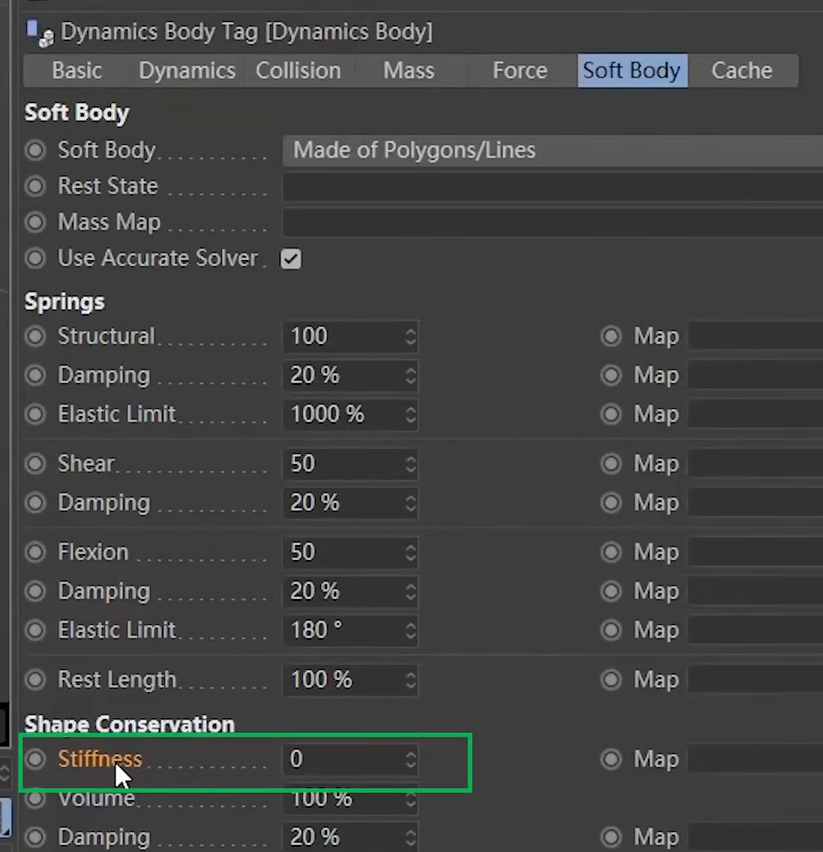 Dynamics Body Tag [Dynamics Body]
Basic Dynamics Collision Mass Force Soft Body Cache
Soft Body
Soft Body Made of Polygons/Lines
Rest State
Mass Map
Use Accurate Solver
Springs
Structural 100 Map
Damping 20 % Map
Elastic Limit 1000 % Map
Shear 50 Map
Damping 20 % Map
Flexion 50 Map
Damping 20 % Map
Elastic Limit 180 ° Map
Rest Length 100 % Map
Shape Conservation
Stiffness 0 Map
Volume 100 %
Damping 20 % Map